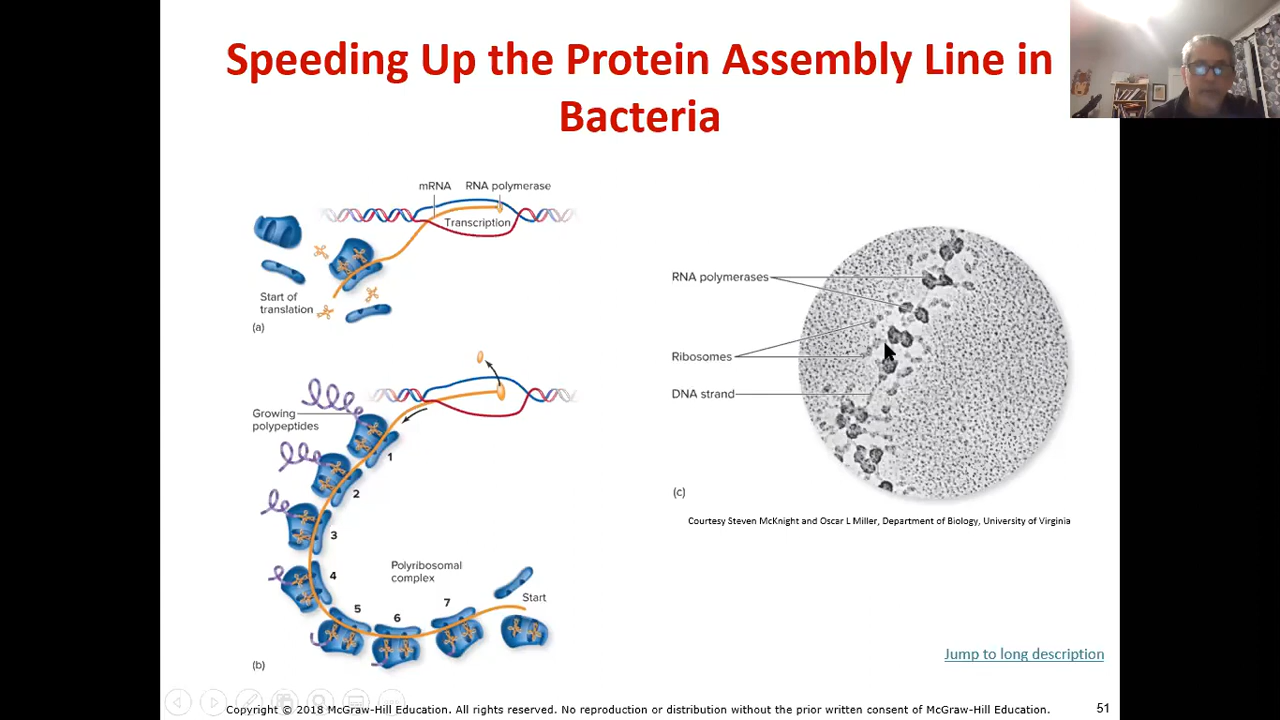 Speeding Up the Protein Assembly Line in
Bacteria
mRNA
RNA polymerase
Transcription
Start of
translation
(a)
Growing
polypeptides
1
2
3
4
5
6
7
Polyribosomal
complex
Start
(b)
RNA polymerases
Ribosomes
DNA strand
(c)
Courtesy Steven McKnight and Oscar L Miller, Department of Biology, University of Virginia
Jump to long description
Copyright © 2018 McGraw-Hill Education. All rights reserved. No reproduction or distribution without the prior written consent of McGraw-Hill Education.
51